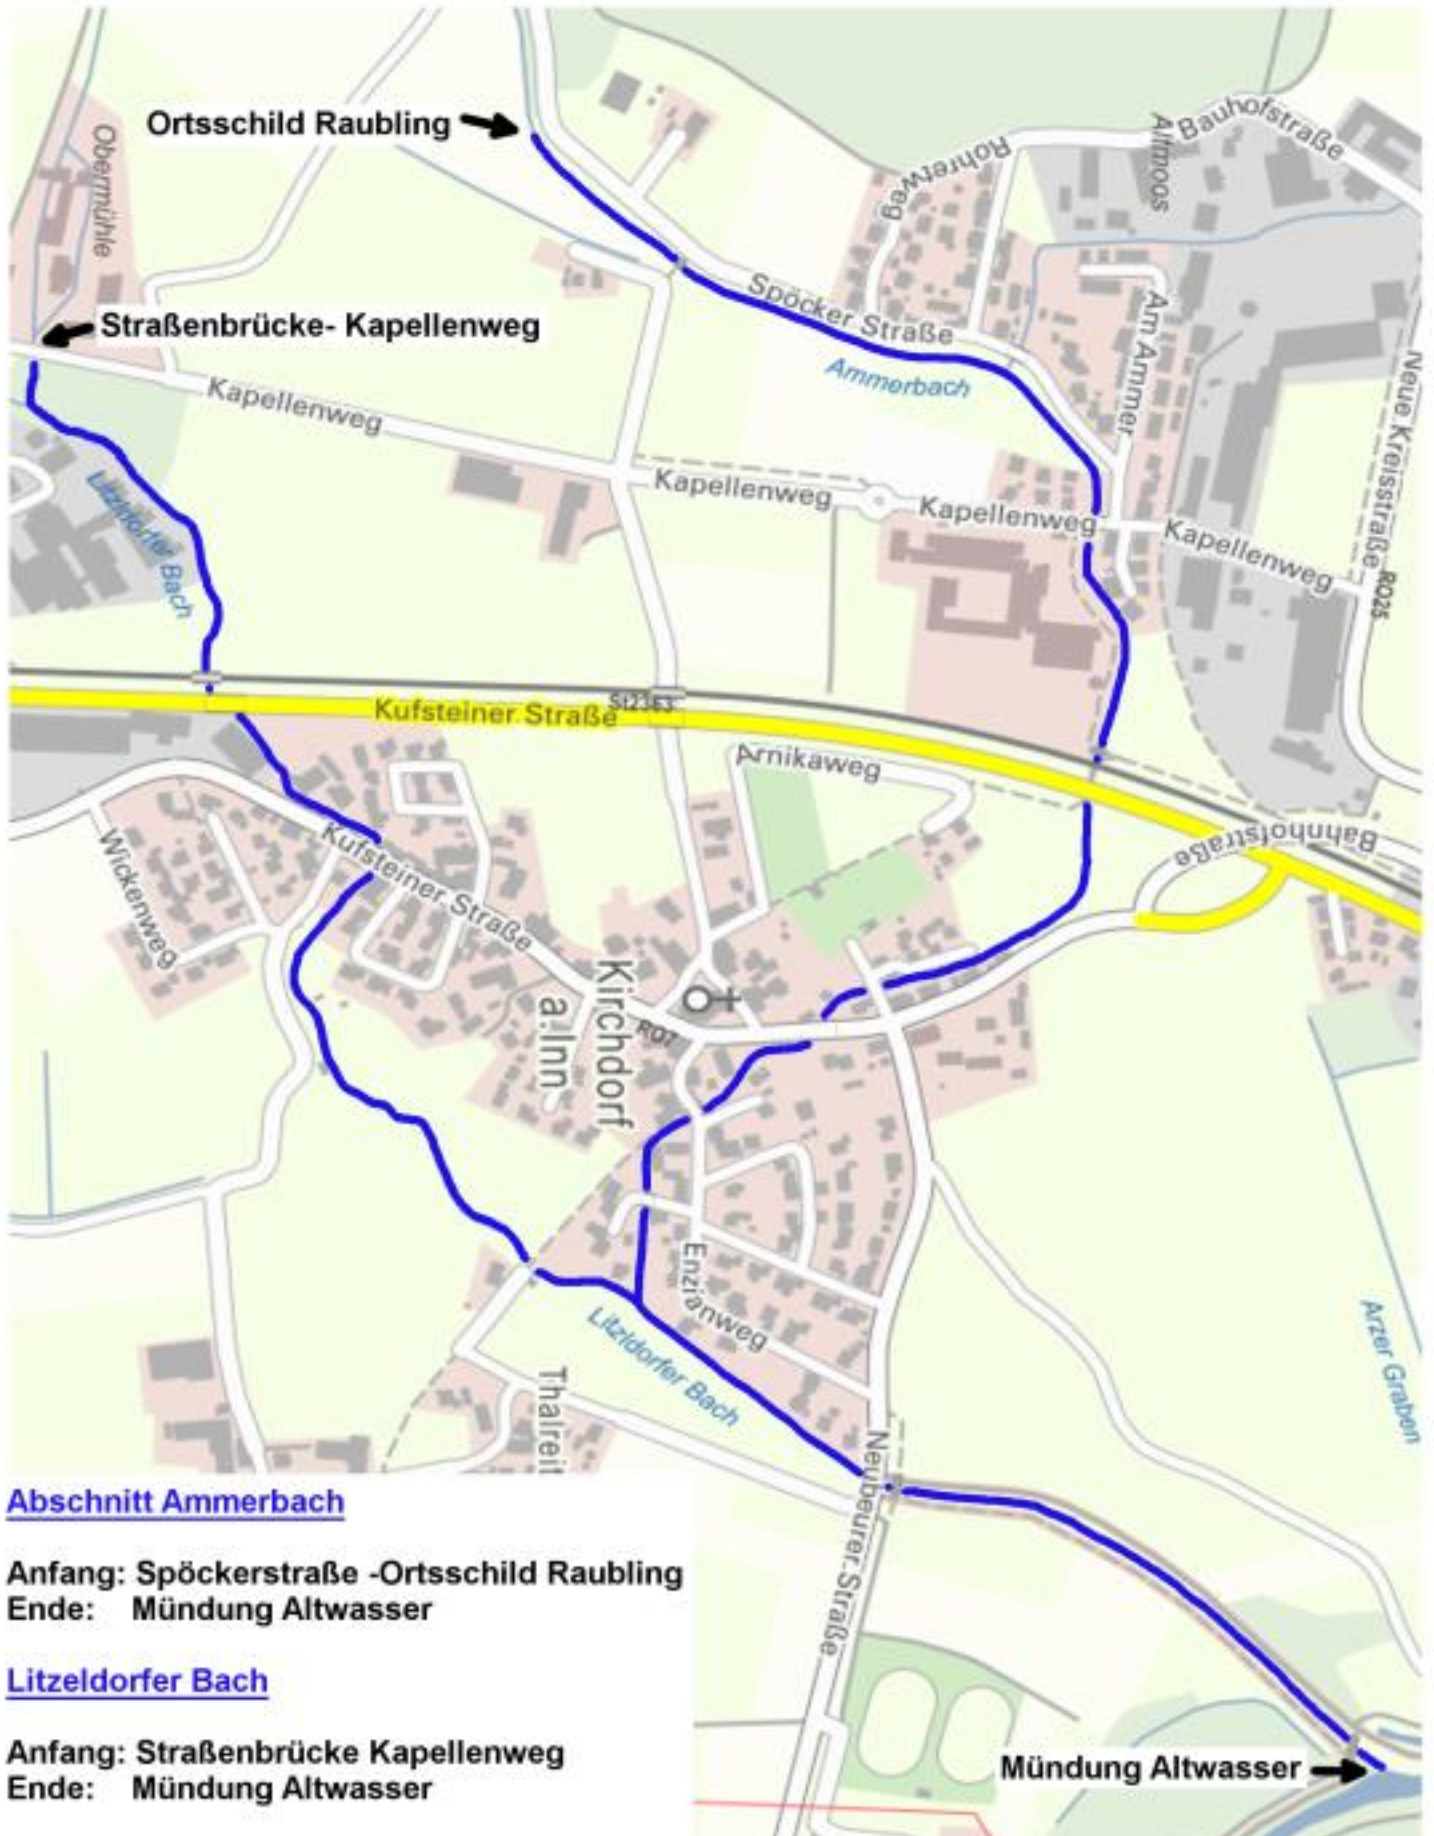 Ortsschild Raubling
Obermühle
Rohretweg
Altmoos
Bauhofstraße
Straßenbrücke- Kapellenweg
Spöcker Straße
Am Ammer
Ammerbach
Neue Kreisstraße
RO25
Kapellenweg
Kapellenweg
Kapellenweg
Kapellenweg
Litzldorfer Bach
Kufsteiner Straße
St2363
Arnikaweg
Bahnhofstraße
Wickenweg
Kufsteiner Straße
Kirchdorf
a.Inn
RO7
Enzianweg
Litzldorfer Bach
Arzer Graben
Thalreit
Neubeurer Straße
Abschnitt Ammerbach
Anfang: Spöckerstraße -Ortsschild Raubling
Ende: Mündung Altwasser
Litzeldorfer Bach
Anfang: Straßenbrücke Kapellenweg
Ende: Mündung Altwasser
Mündung Altwasser